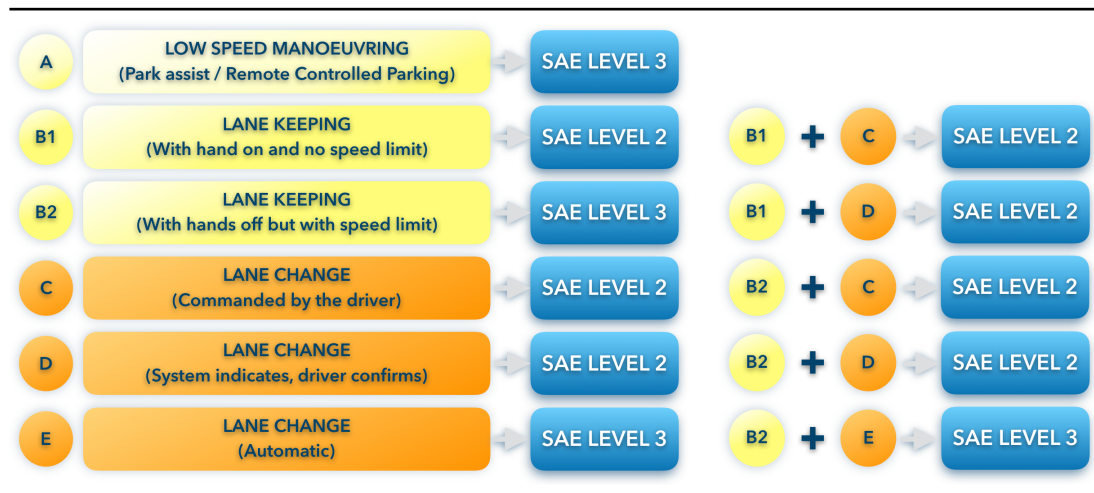 A
LOW SPEED MANOEUVRING
(Park assist / Remote Controlled Parking)
SAE LEVEL 3
B1
LANE KEEPING
(With hand on and no speed limit)
SAE LEVEL 2
B1 + C
SAE LEVEL 2
B2
LANE KEEPING
(With hands off but with speed limit)
SAE LEVEL 3
B1 + D
SAE LEVEL 2
C
LANE CHANGE
(Commanded by the driver)
SAE LEVEL 2
B2 + C
SAE LEVEL 2
D
LANE CHANGE
(System indicates, driver confirms)
SAE LEVEL 2
B2 + D
SAE LEVEL 2
E
LANE CHANGE
(Automatic)
SAE LEVEL 3
B2 + E
SAE LEVEL 3